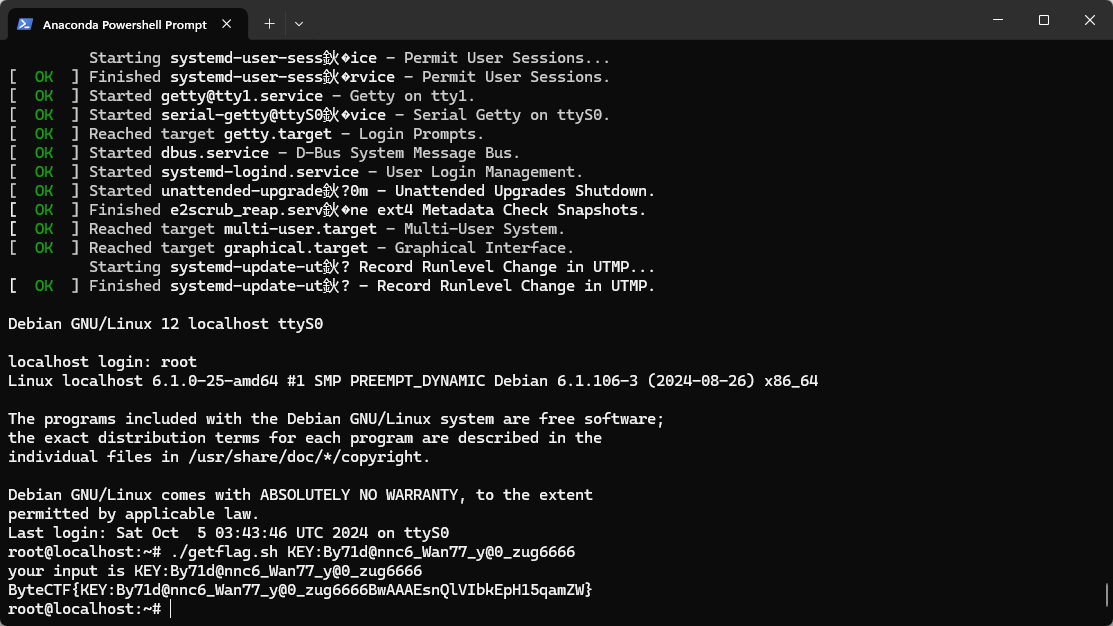 Anaconda Powershell Prompt
Starting systemd-user-sess鈥�ice - Permit User Sessions...
[  OK  ] Finished systemd-user-sess鈥�rvice - Permit User Sessions.
[  OK  ] Started getty@tty1.service - Getty on tty1.
[  OK  ] Started serial-getty@ttyS0鈥�vice - Serial Getty on ttyS0.
[  OK  ] Reached target getty.target - Login Prompts.
[  OK  ] Started dbus.service - D-Bus System Message Bus.
[  OK  ] Started systemd-logind.service - User Login Management.
[  OK  ] Started unattended-upgrade鈥?0m - Unattended Upgrades Shutdown.
[  OK  ] Finished e2scrub_reap.serv鈥�ne ext4 Metadata Check Snapshots.
[  OK  ] Reached target multi-user.target - Multi-User System.
[  OK  ] Reached target graphical.target - Graphical Interface.
Starting systemd-update-ut鈥? Record Runlevel Change in UTMP...
[  OK  ] Finished systemd-update-ut鈥? - Record Runlevel Change in UTMP.
Debian GNU/Linux 12 localhost ttyS0
localhost login: root
Linux localhost 6.1.0-25-amd64 #1 SMP PREEMPT_DYNAMIC Debian 6.1.106-3 (2024-08-26) x86_64
The programs included with the Debian GNU/Linux system are free software;
the exact distribution terms for each program are described in the
individual files in /usr/share/doc/*/copyright.
Debian GNU/Linux comes with ABSOLUTELY NO WARRANTY, to the extent
permitted by applicable law.
Last login: Sat Oct  5 03:43:46 UTC 2024 on ttyS0
root@localhost:~# ./getflag.sh KEY:By71d@nnc6_Wan77_y@0_zug6666
your input is KEY:By71d@nnc6_Wan77_y@0_zug6666
ByteCTF{KEY:By71d@nnc6_Wan77_y@0_zug6666BwAAAEsnQlVIbkEpH15qamZW}
root@localhost:~#